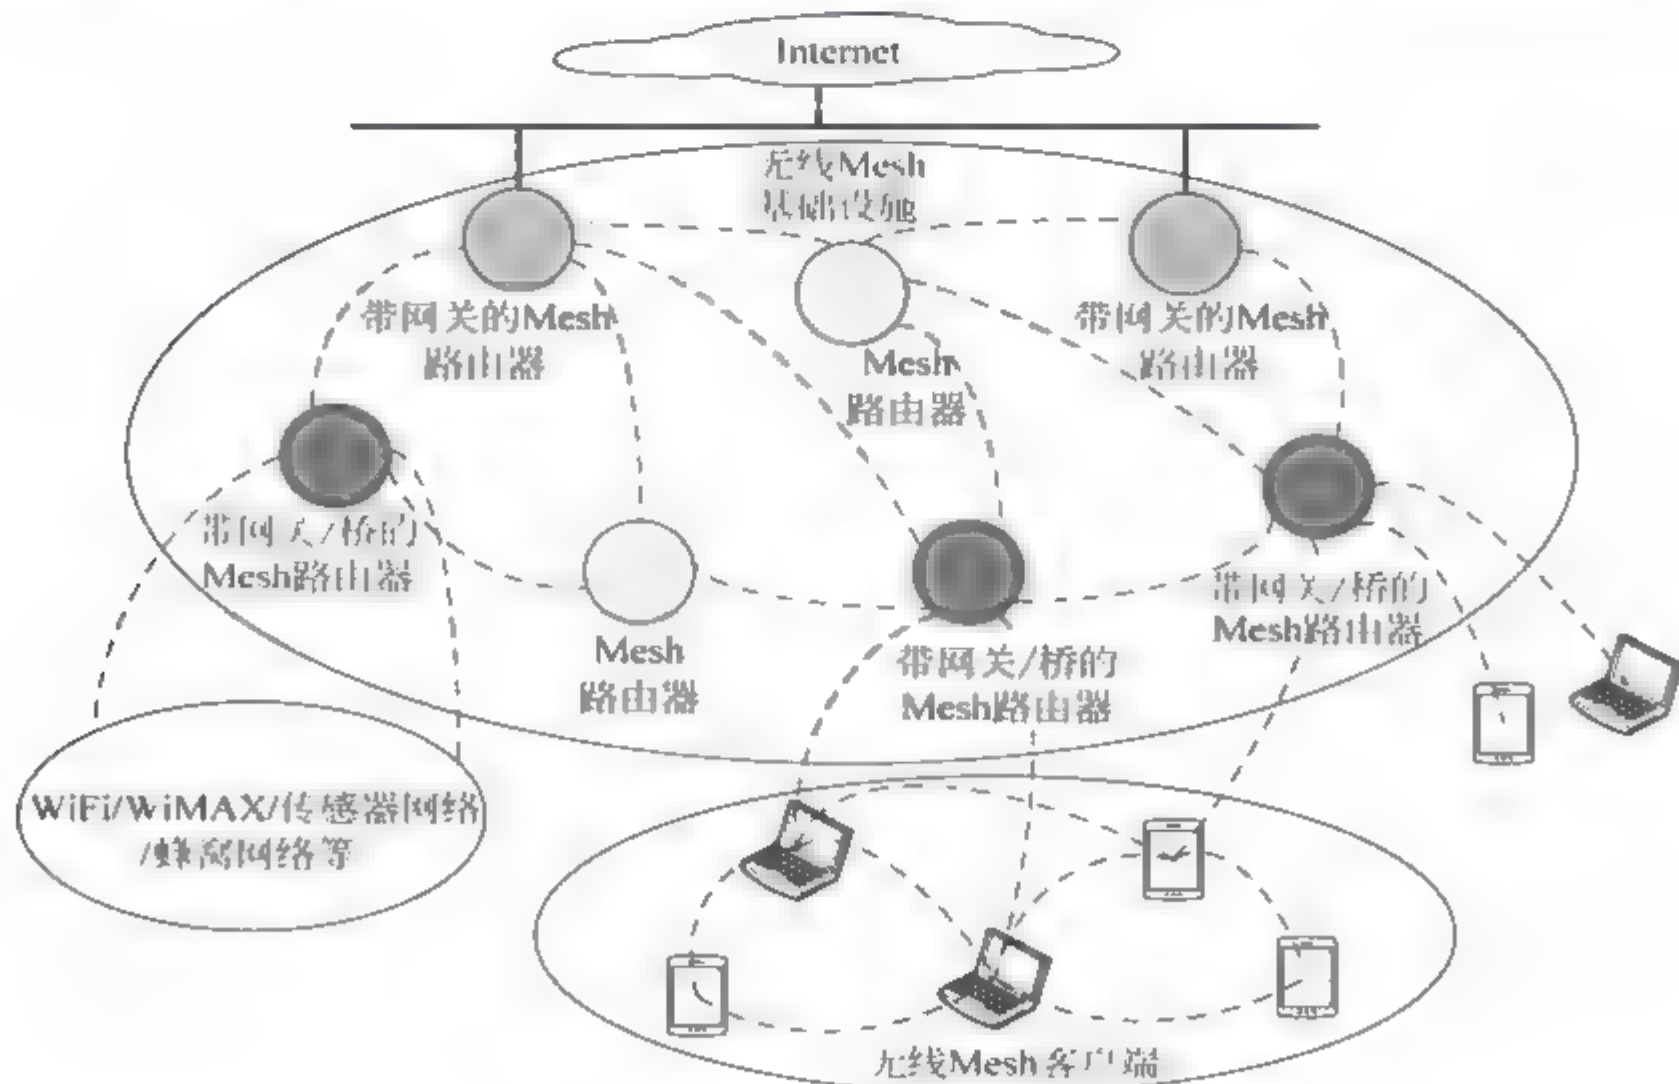 Internet
无线Mesh
基础设施
带网关的Mesh
路由器
Mesh
路由器
带网关的Mesh
路由器
带网关/桥的
Mesh路由器
Mesh
路由器
带网关/桥的
Mesh路由器
带网关/桥的
Mesh路由器
WiFi/WiMAX/传感器网络
/蜂窝网络等
无线Mesh客户端